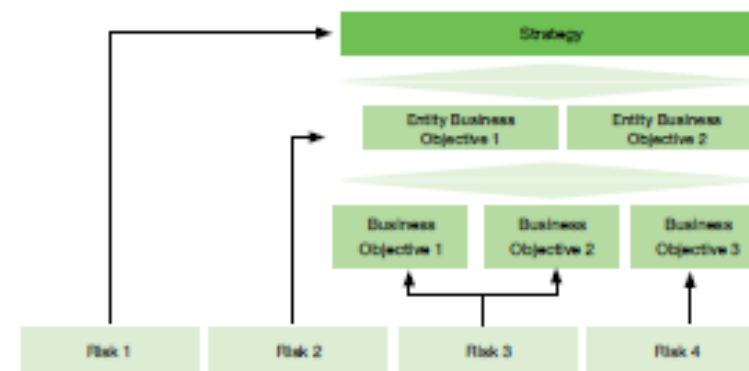 Strategy
Entity Business
Objective 1
Entity Business
Objective 2
Business
Objective 1
Business
Objective 2
Business
Objective 3
Risk 1
Risk 2
Risk 3
Risk 4